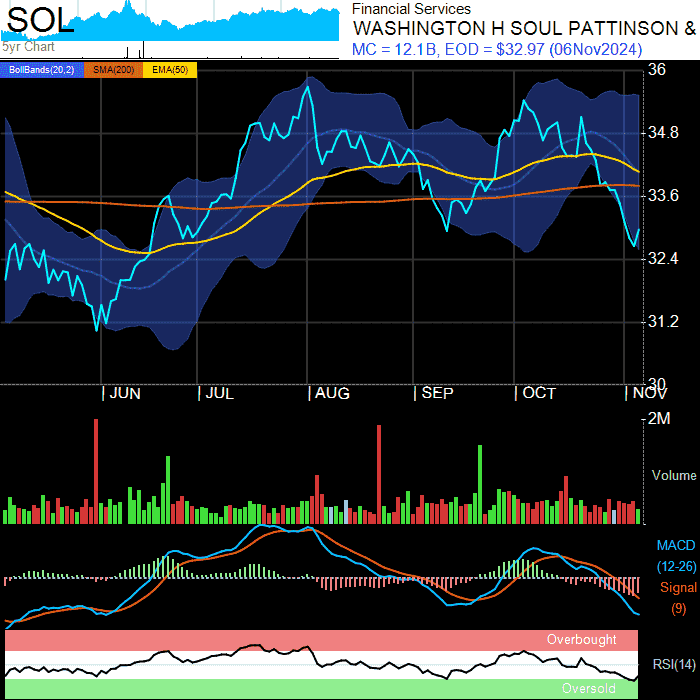 SOL
5yr Chart
Financial Services
WASHINGTON H SOUL PATTINSON &
MC = 12.1B, EOD = $32.97 (06Nov2024)
BollBands(20,2) SMA(200) EMA(50)
36
34.8
33.6
32.4
31.2
30
| JUN | JUL | AUG | SEP | OCT | NOV
2M
Volume
MACD
(12-26)
Signal
(9)
Overbought
RSI(14)
Oversold